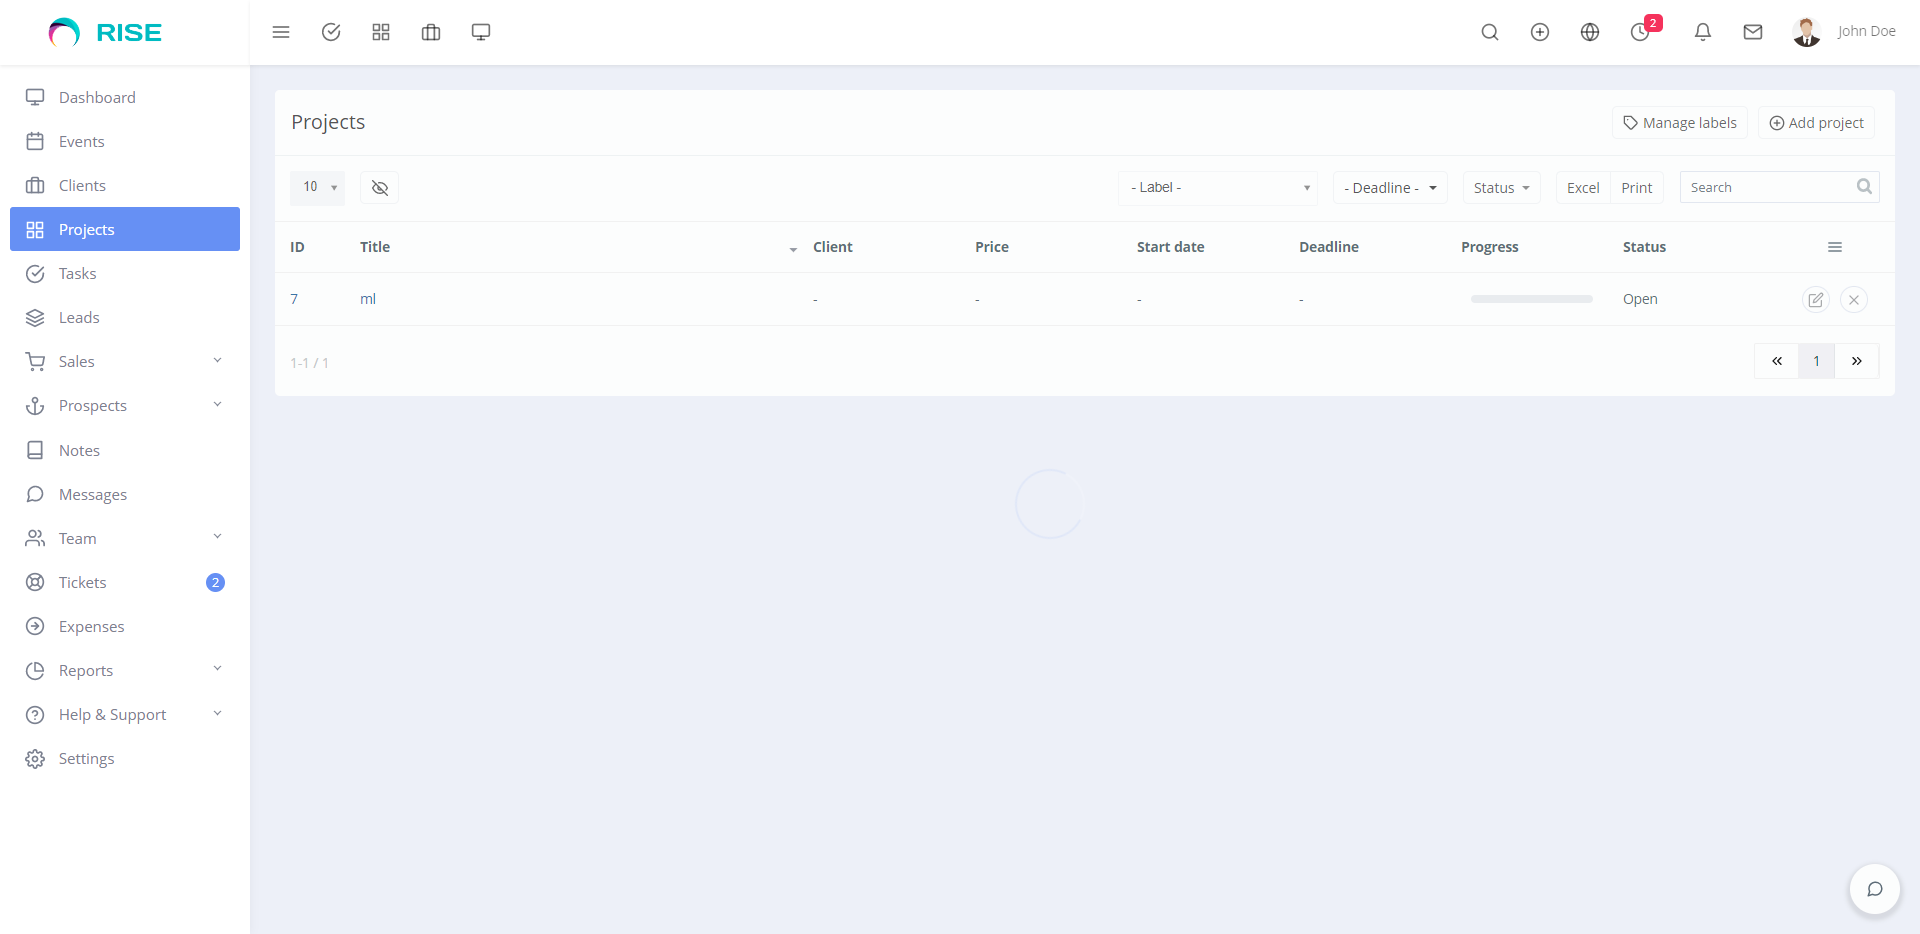 RISE
2
John Doe
Dashboard
Events
Clients
Projects
Tasks
Leads
Sales
Prospects
Notes
Messages
Team
Tickets 2
Expenses
Reports
Help & Support
Settings
Projects
Manage labels
Add project
10
- Label -
- Deadline -
Status
Excel
Print
Search
ID Title Client Price Start date Deadline Progress Status
7 ml - - - - Open
1-1 / 1
« 1 »